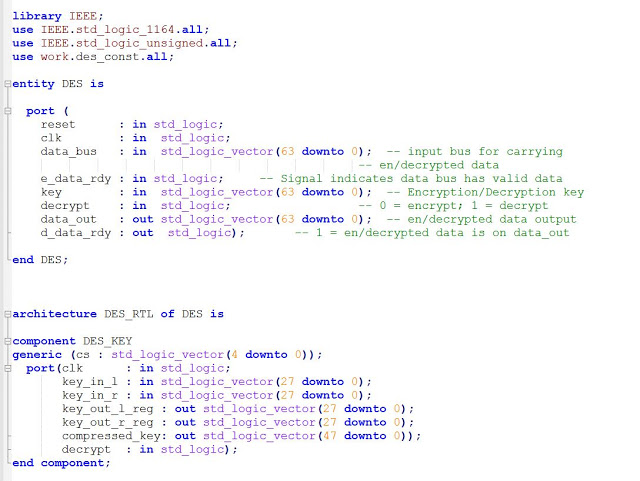 library IEEE;
use IEEE.std_logic_1164.all;
use IEEE.std_logic_unsigned.all;
use work.des_const.all;
entity DES is
port (
reset : in std_logic;
clk : in std_logic;
data_bus : in std_logic_vector(63 downto 0); -- input bus for carrying
-- en/decrypted data
e_data_rdy : in std_logic; -- Signal indicates data bus has valid data
key : in std_logic_vector(63 downto 0); -- Encryption/Decryption key
decrypt : in std_logic; -- 0 = encrypt; 1 = decrypt
data_out : out std_logic_vector(63 downto 0); -- en/decrypted data output
d_data_rdy : out std_logic); -- 1 = en/decrypted data is on data_out
end DES;
architecture DES_RTL of DES is
component DES_KEY
generic (cs : std_logic_vector(4 downto 0));
port(clk : in std_logic;
key_in_l : in std_logic_vector(27 downto 0);
key_in_r : in std_logic_vector(27 downto 0);
key_out_l_reg : out std_logic_vector(27 downto 0);
key_out_r_reg : out std_logic_vector(27 downto 0);
compressed_key: out std_logic_vector(47 downto 0));
decrypt : in std_logic);
end component;